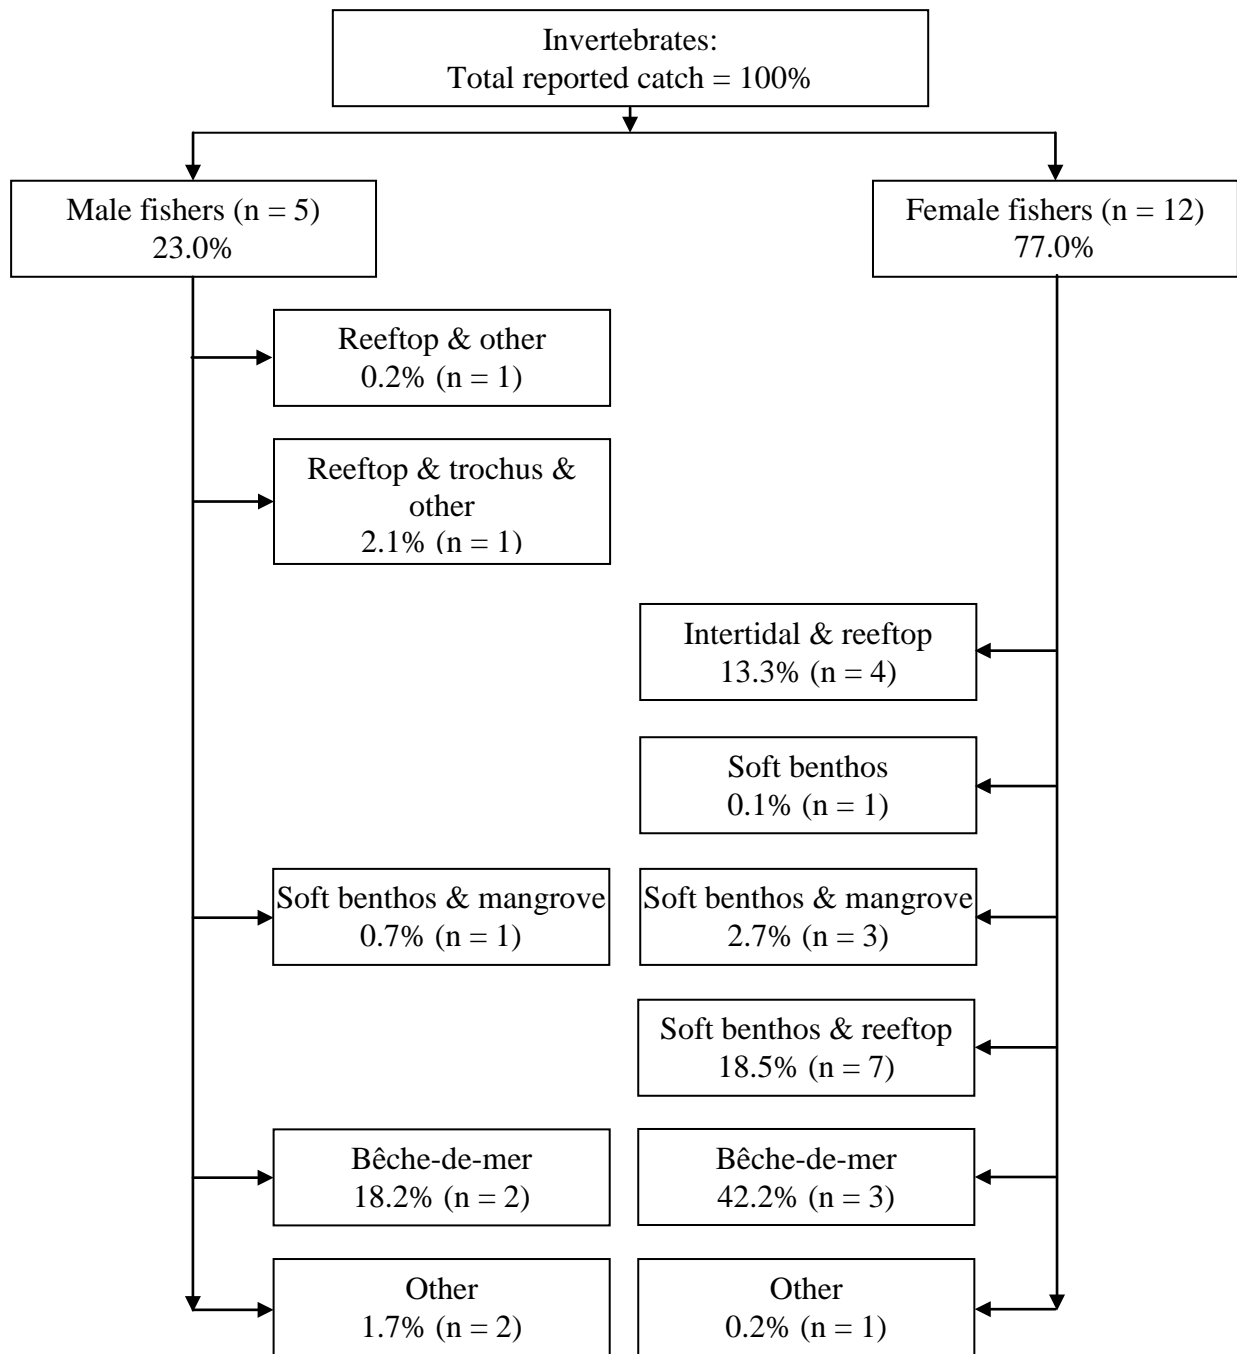 Invertebrates:
Total reported catch = 100%
Male fishers (n = 5)
23.0%
Female fishers (n = 12)
77.0%
Reeftop & other
0.2% (n = 1)
Reeftop & trochus &
other
2.1% (n = 1)
Intertidal & reeftop
13.3% (n = 4)
Soft benthos
0.1% (n = 1)
Soft benthos & mangrove
0.7% (n = 1)
Soft benthos & mangrove
2.7% (n = 3)
Soft benthos & reeftop
18.5% (n = 7)
Bêche-de-mer
18.2% (n = 2)
Bêche-de-mer
42.2% (n = 3)
Other
1.7% (n = 2)
Other
0.2% (n = 1)